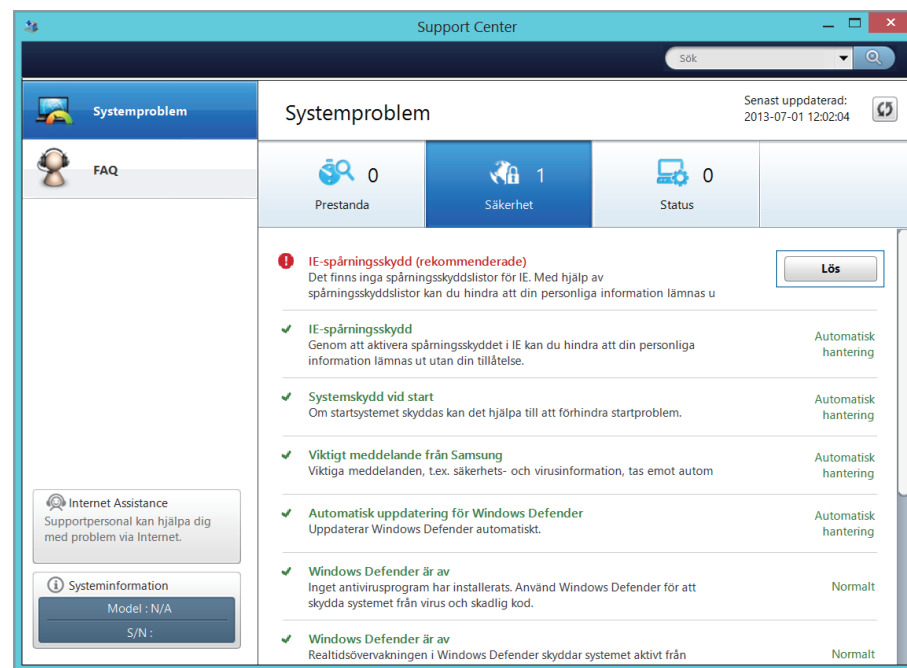 Support Center
Sök
Systemproblem
FAQ
Systemproblem
Senast uppdaterad:
2013-07-01 12:02:04
0
Prestanda
1
Säkerhet
0
Status
IE-spårningsskydd (rekommenderade)
Det finns inga spårningsskyddslistor för IE. Med hjälp av
spårningsskyddslistor kan du hindra att din personliga information lämnas u
Lös
IE-spårningsskydd
Genom att aktivera spårningsskyddet i IE kan du hindra att din personliga
information lämnas ut utan din tillåtelse.
Automatisk
hantering
Systemskydd vid start
Om startsystemet skyddas kan det hjälpa till att förhindra startproblem.
Automatisk
hantering
Viktigt meddelande från Samsung
Viktiga meddelanden, t.ex. säkerhets- och virusinformation, tas emot autom
Automatisk
hantering
Automatisk uppdatering för Windows Defender
Uppdaterar Windows Defender automatiskt.
Automatisk
hantering
Windows Defender är av
Inget antivirusprogram har installerats. Använd Windows Defender för att
skydda systemet från virus och skadlig kod.
Normalt
Windows Defender är av
Realtidsövervakningen i Windows Defender skyddar systemet aktivt från
Normalt
Internet Assistance
Supportpersonal kan hjälpa dig
med problem via Internet.
Systeminformation
Model : N/A
S/N :